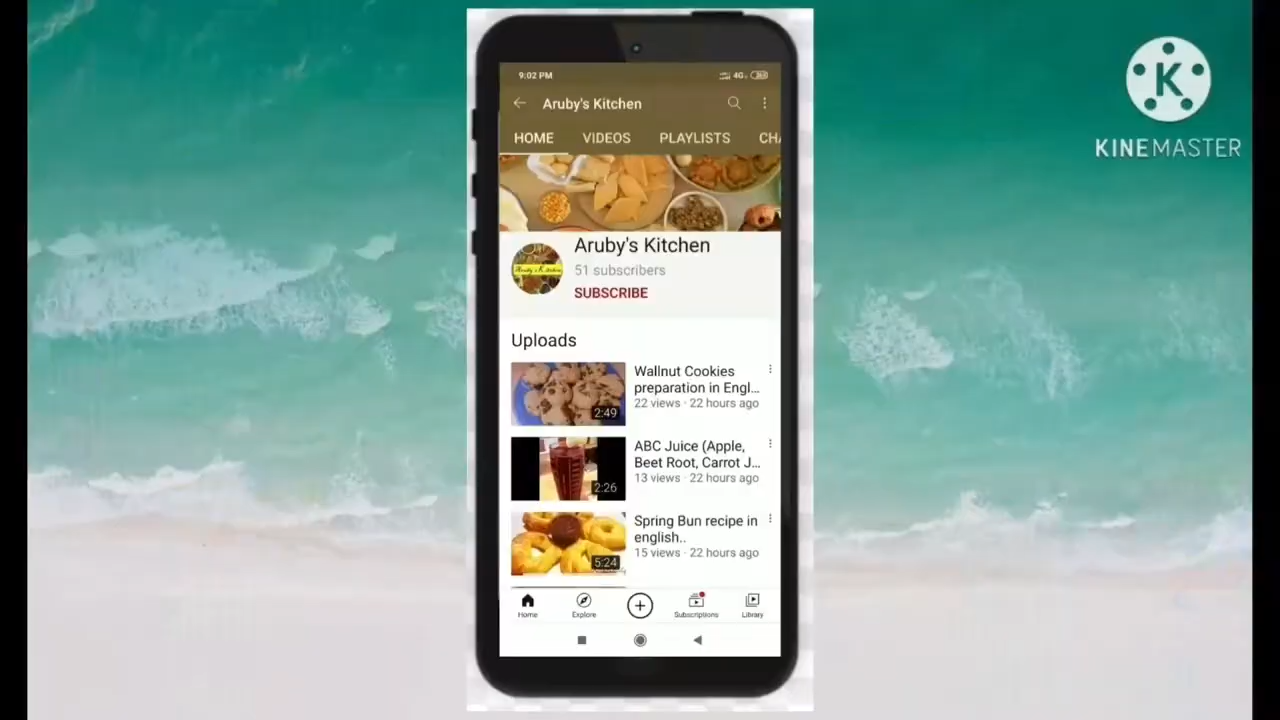 9:02 PM
4G
Aruby's Kitchen
HOME VIDEOS PLAYLISTS CHA
Aruby's Kitchen
51 subscribers
SUBSCRIBE
Uploads
Wallnut Cookies
preparation in Engl...
22 views · 22 hours ago
2:49
ABC Juice (Apple,
Beet Root, Carrot J...
13 views · 22 hours ago
2:26
Spring Bun recipe in
english..
15 views · 22 hours ago
5:24
Home Explore Subscriptions Library
K
KINEMASTER